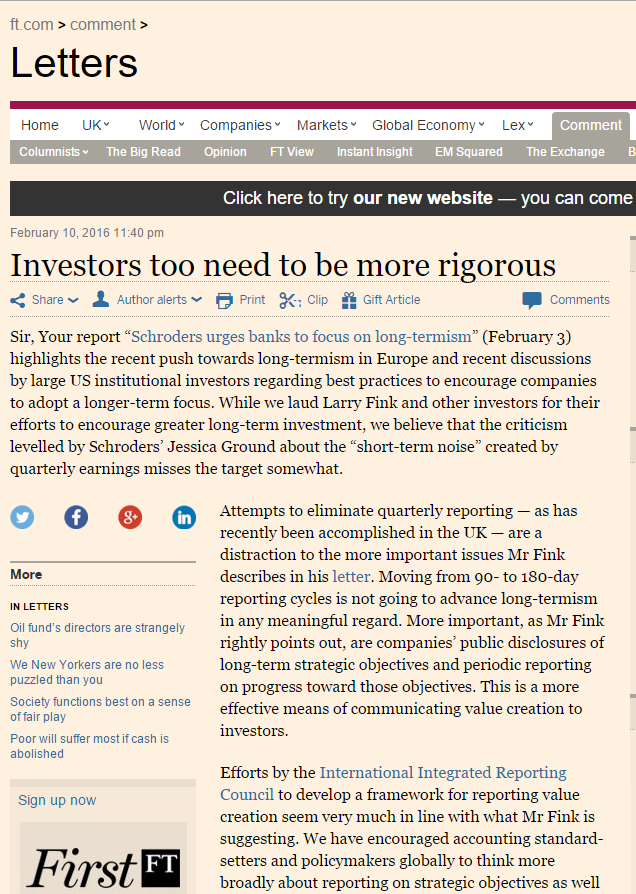 ft.com > comment >
Letters
Home UK World Companies Markets Global Economy Lex Comment
Columnists The Big Read Opinion FT View Instant Insight EM Squared The Exchange B
Click here to try our new website — you can come
February 10, 2016 11:40 pm
Investors too need to be more rigorous
Share Author alerts Print Clip Gift Article Comments
Sir, Your report “Schroders urges banks to focus on long-termism” (February 3)
highlights the recent push towards long-termism in Europe and recent discussions
by large US institutional investors regarding best practices to encourage companies
to adopt a longer-term focus. While we laud Larry Fink and other investors for their
efforts to encourage greater long-term investment, we believe that the criticism
levelled by Schroders’ Jessica Ground about the “short-term noise” created by
quarterly earnings misses the target somewhat.
g+ in
More
IN LETTERS
Oil fund’s directors are strangely
shy
We New Yorkers are no less
puzzled than you
Society functions best on a sense
of fair play
Poor will suffer most if cash is
abolished
Sign up now
First FT
Attempts to eliminate quarterly reporting — as has
recently been accomplished in the UK — are a
distraction to the more important issues Mr Fink
describes in his letter. Moving from 90- to 180-day
reporting cycles is not going to advance long-termism
in any meaningful regard. More important, as Mr Fink
rightly points out, are companies’ public disclosures of
long-term strategic objectives and periodic reporting
on progress toward those objectives. This is a more
effective means of communicating value creation to
investors.
Efforts by the International Integrated Reporting
Council to develop a framework for reporting value
creation seem very much in line with what Mr Fink is
suggesting. We have encouraged accounting standard-
setters and policymakers globally to think more
broadly about reporting on strategic objectives as well